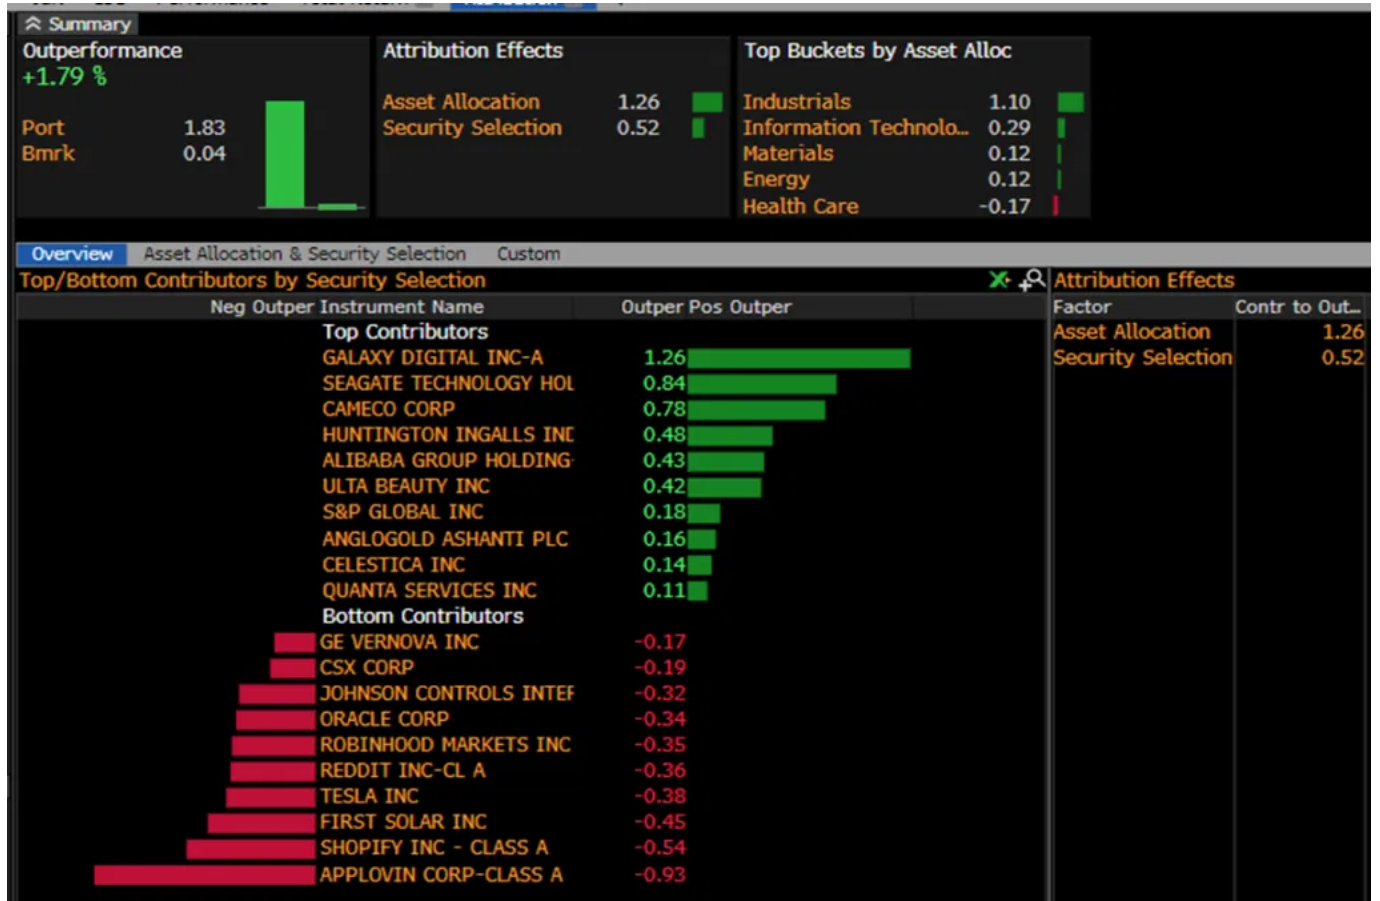 Summary
Outperformance
+1.79 %
Port 1.83
Bmrk 0.04
Attribution Effects
Asset Allocation 1.26
Security Selection 0.52
Top Buckets by Asset Alloc
Industrials 1.10
Information Technolo... 0.29
Materials 0.12
Energy 0.12
Health Care -0.17
Overview Asset Allocation & Security Selection Custom
Top/Bottom Contributors by Security Selection
Neg Outper Instrument Name Outper Pos Outper
Top Contributors
GALAXY DIGITAL INC-A 1.26
SEAGATE TECHNOLOGY HOL 0.84
CAMECO CORP 0.78
HUNTINGTON INGALLS IND 0.48
ALIBABA GROUP HOLDING- 0.43
ULTA BEAUTY INC 0.42
S&P GLOBAL INC 0.18
ANGLOGOLD ASHANTI PLC 0.16
CELESTICA INC 0.14
QUANTA SERVICES INC 0.11
Bottom Contributors
GE VERNOVA INC -0.17
CSX CORP -0.19
JOHNSON CONTROLS INTER -0.32
ORACLE CORP -0.34
ROBINHOOD MARKETS INC -0.35
REDDIT INC-CL A -0.36
TESLA INC -0.38
FIRST SOLAR INC -0.45
SHOPIFY INC - CLASS A -0.54
APPLOVIN CORP-CLASS A -0.93
Attribution Effects
Factor Contr to Out...
Asset Allocation 1.26
Security Selection 0.52